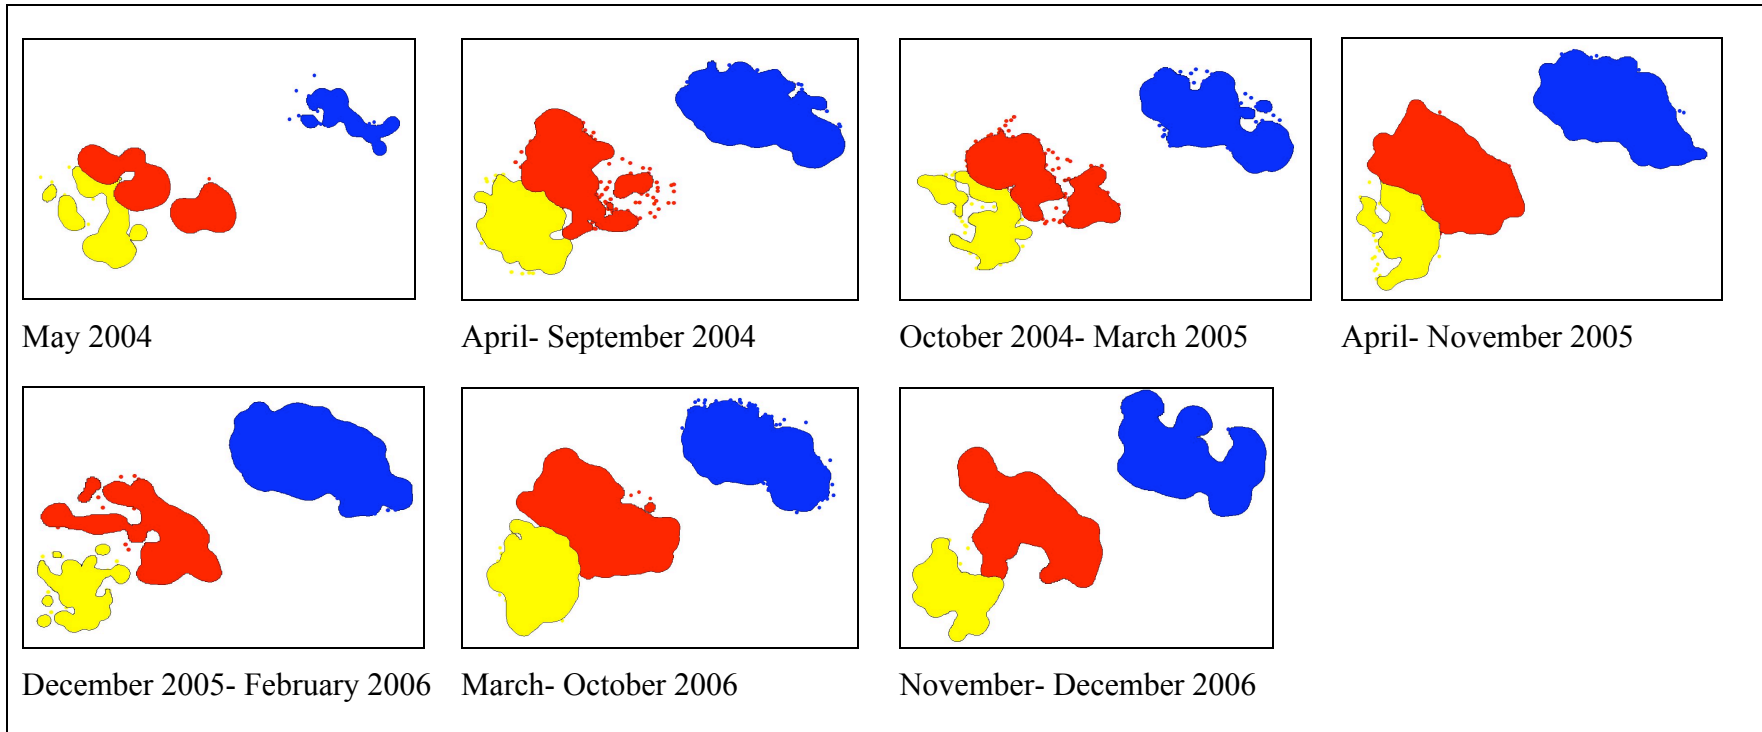 May 2004
April- September 2004
October 2004- March 2005
April- November 2005
December 2005- February 2006
March- October 2006
November- December 2006